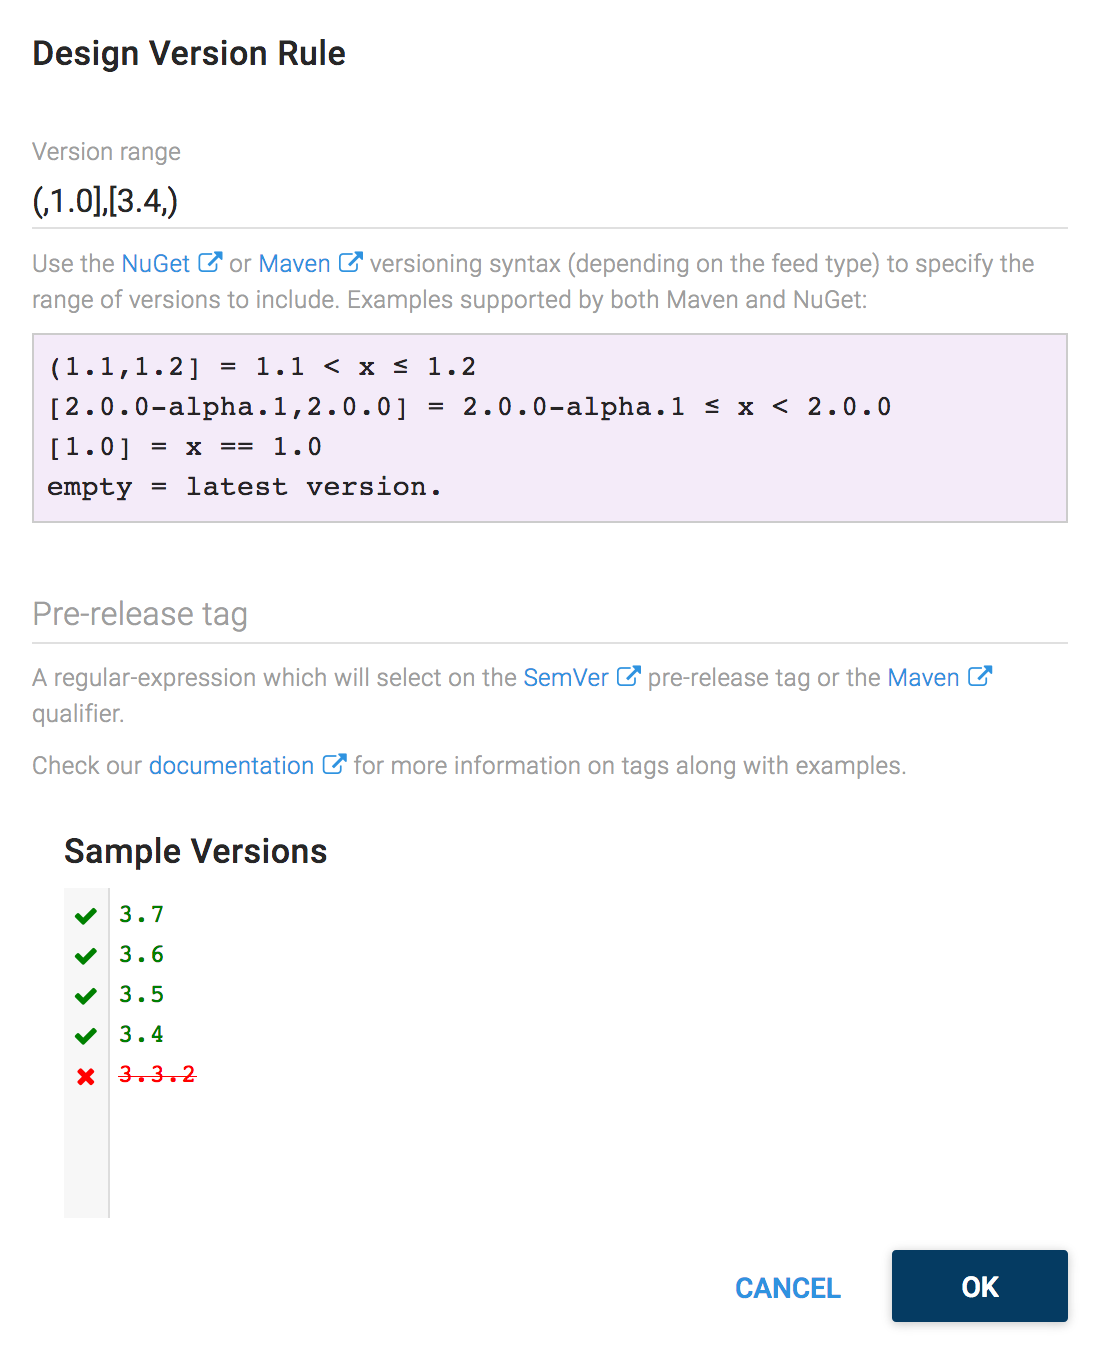 Design Version Rule
Version range
(,1.0],[3.4,)
Use the NuGet or Maven versioning syntax (depending on the feed type) to specify the
range of versions to include. Examples supported by both Maven and NuGet:
(1.1,1.2] = 1.1 < x ≤ 1.2
[2.0.0-alpha.1,2.0.0] = 2.0.0-alpha.1 ≤ x < 2.0.0
[1.0] = x == 1.0
empty = latest version.
Pre-release tag
A regular-expression which will select on the SemVer pre-release tag or the Maven
qualifier.
Check our documentation for more information on tags along with examples.
Sample Versions
3.7
3.6
3.5
3.4
3.3.2
CANCEL OK